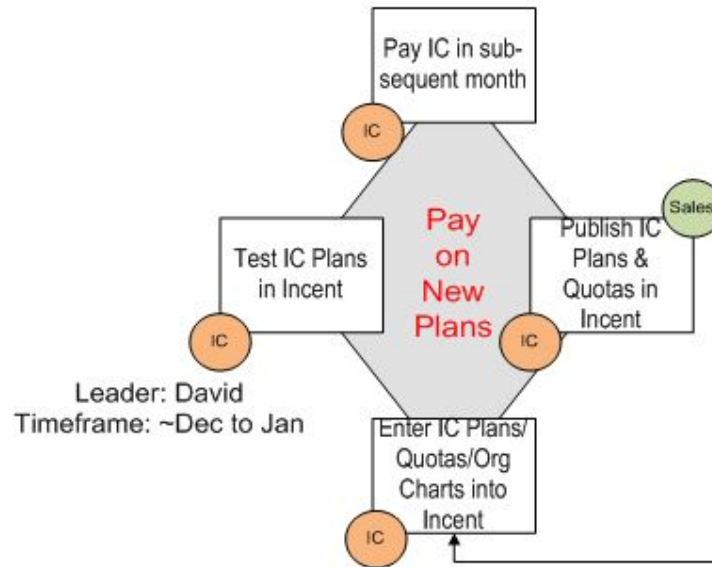 Pay IC in sub-
sequent month
IC
Sales
Pay
on
New
Plans
Test IC Plans
in Incent
IC
Publish IC
Plans &
Quotas in
Incent
IC
Leader: David
Timeframe: ~Dec to Jan
Enter IC Plans/
Quotas/Org
Charts into
Incent
IC